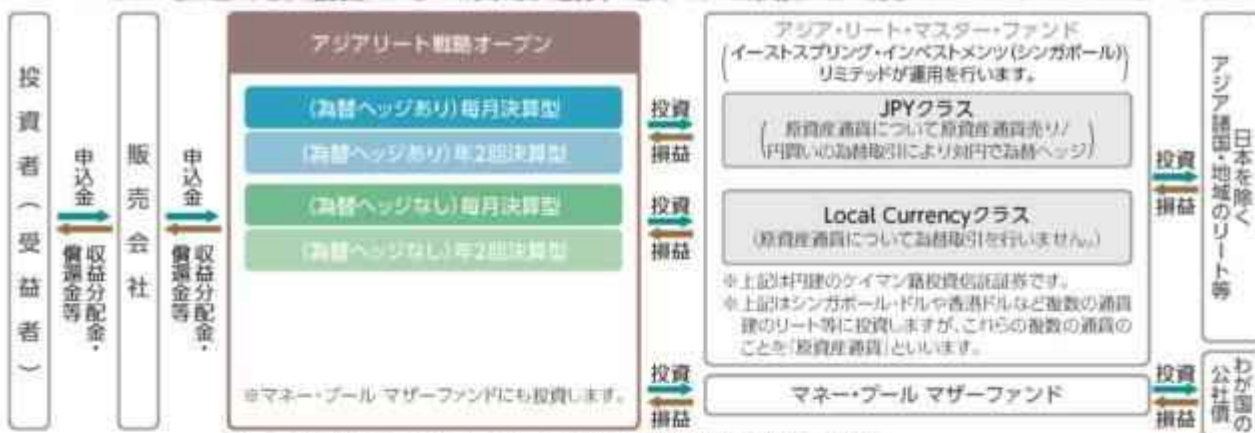 投資者(受益者)
申込金
収益分配金・
償還金等
販売会社
申込金
収益分配金・
償還金等
アジアリート戦略オープン
(為替ヘッジあり)毎月決算型
(為替ヘッジあり)年2回決算型
(為替ヘッジなし)毎月決算型
(為替ヘッジなし)年2回決算型
※マネー・プール マザーファンドにも投資します。
投資
損益
投資
損益
投資
損益
アジア・リート・マスター・ファンド
(イーストスプリング・インベストメンツ(シンガポール)
リミテッドが運用を行います。)
JPYクラス
(原資産通貨について原資産通貨売り/
円買いの為替取引により対円で為替ヘッジ)
Local Currencyクラス
(原資産通貨について為替取引を行いません。)
※上記は円建のケイマン籍投資信託証券です。
※上記はシンガポール・ドルや香港ドルなど複数の通貨
建のリート等に投資しますが、これらの複数の通貨の
ことを「原資産通貨」といいます。
マネー・プール マザーファンド
投資
損益
投資
損益
日本を除く
アジア諸国・地域のリート等
わが国の
公社債